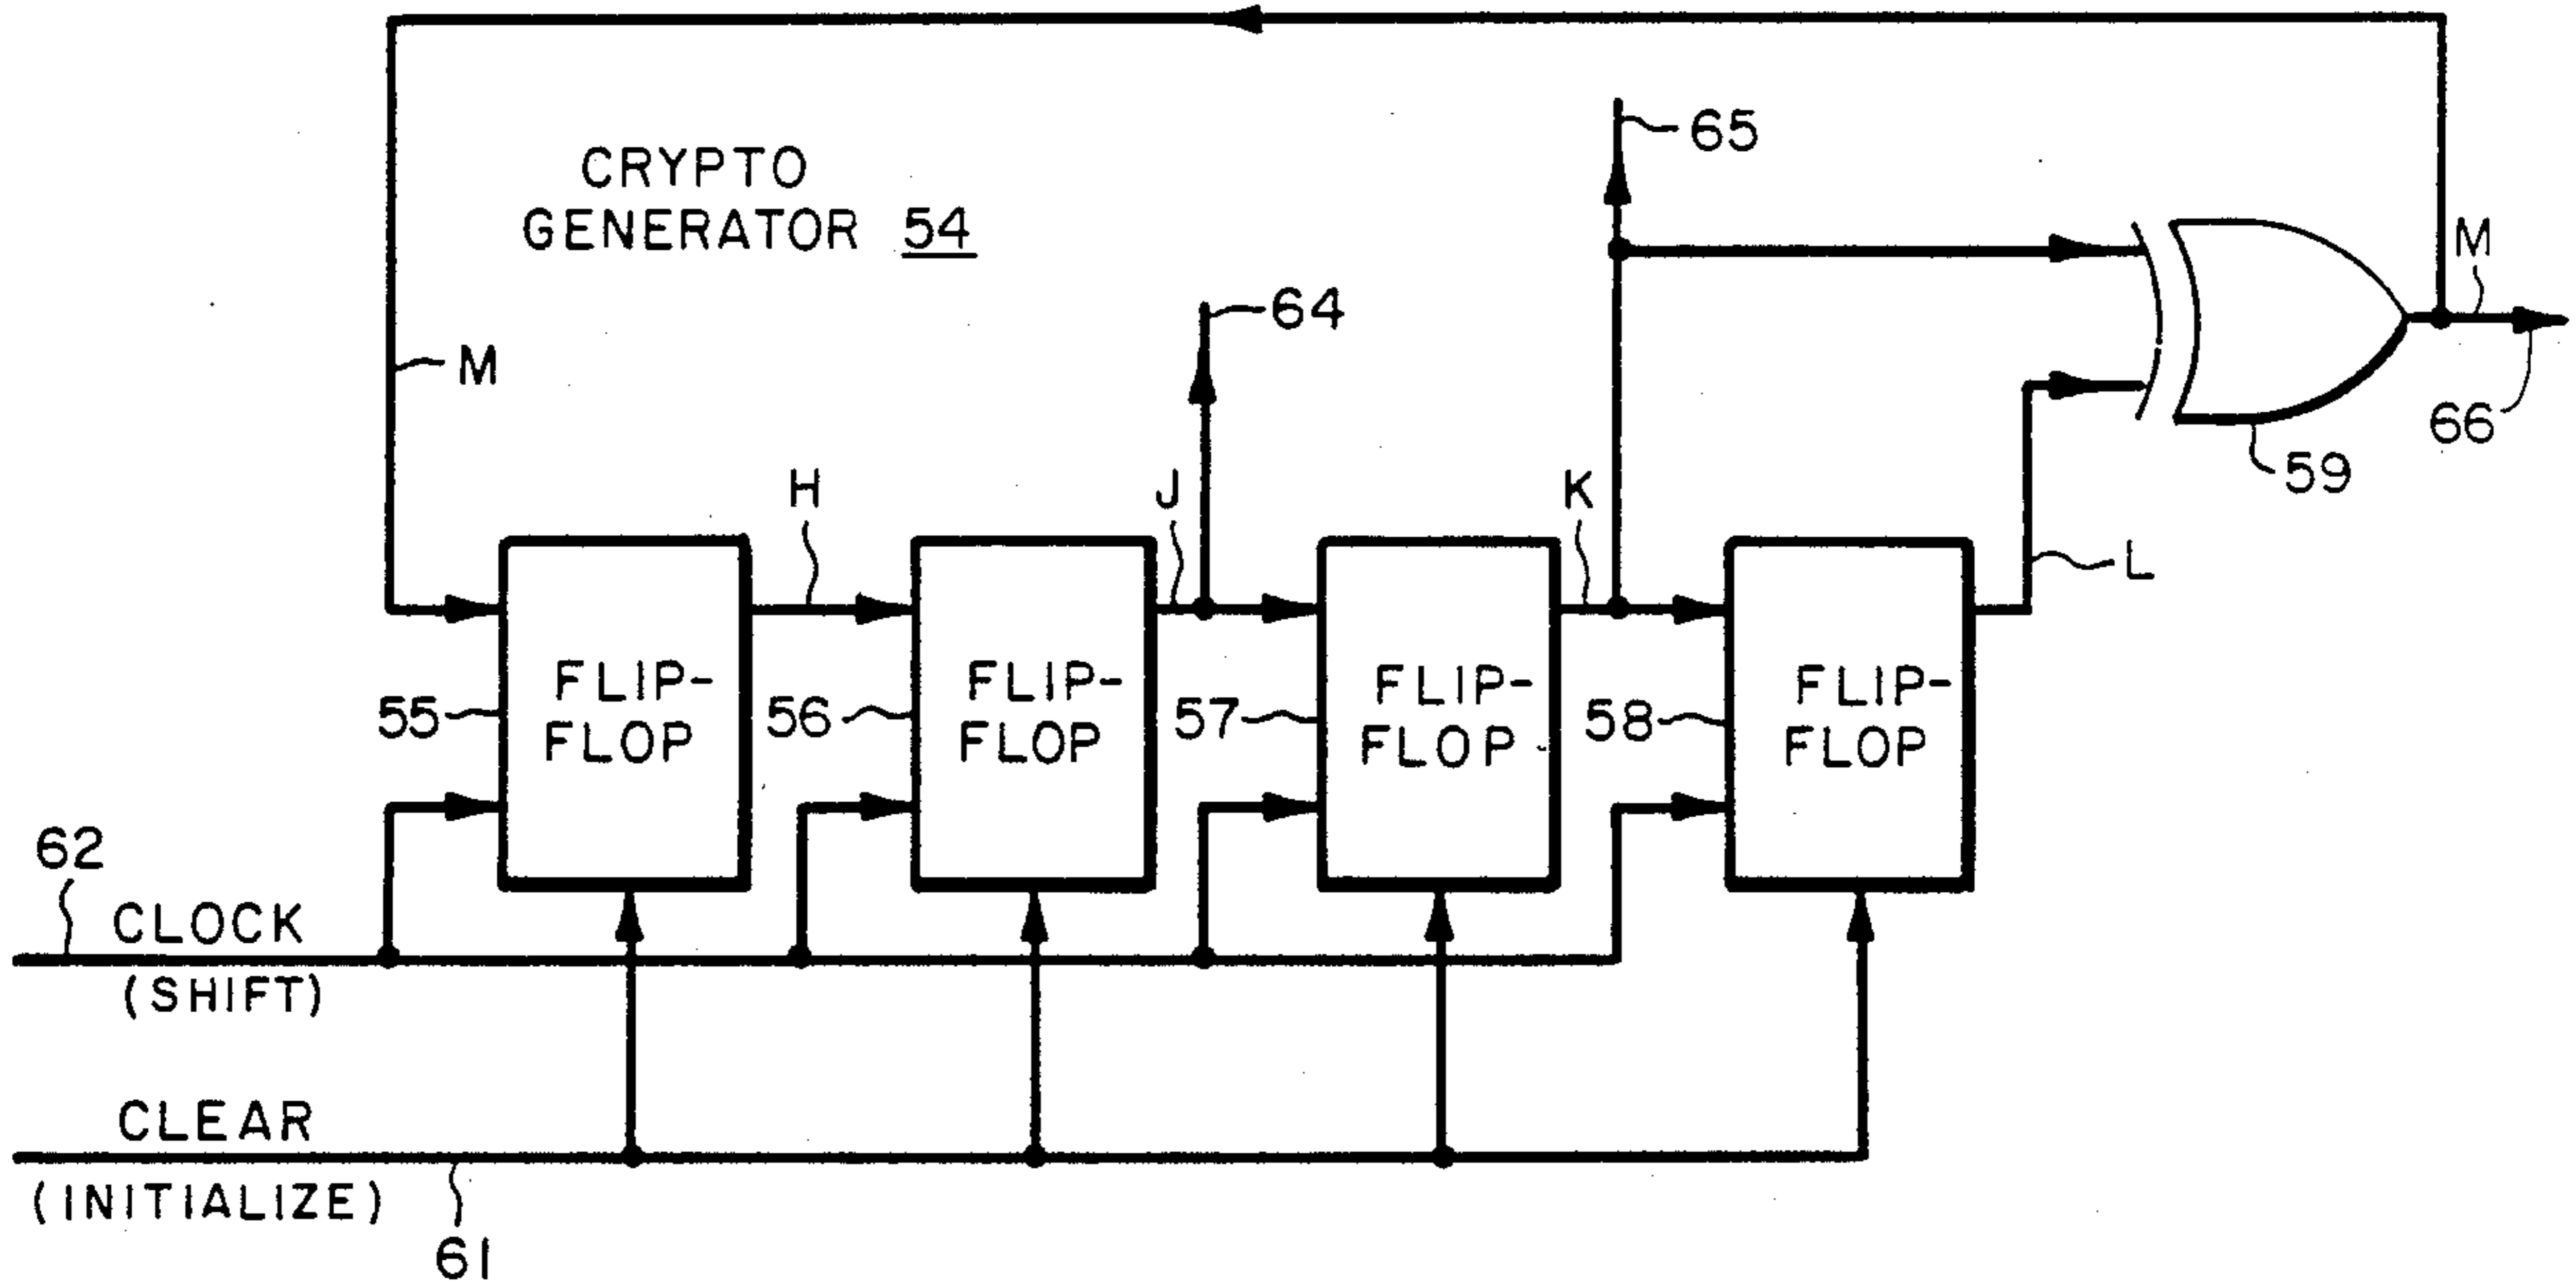 CRYPTO
GENERATOR 54
65
64
M
M
66
59
H
J
K
L
FLIP-
FLOP
55
FLIP-
FLOP
56
FLIP-
FLOP
57
FLIP-
FLOP
58
62
CLOCK
(SHIFT)
CLEAR
(INITIALIZE)
61